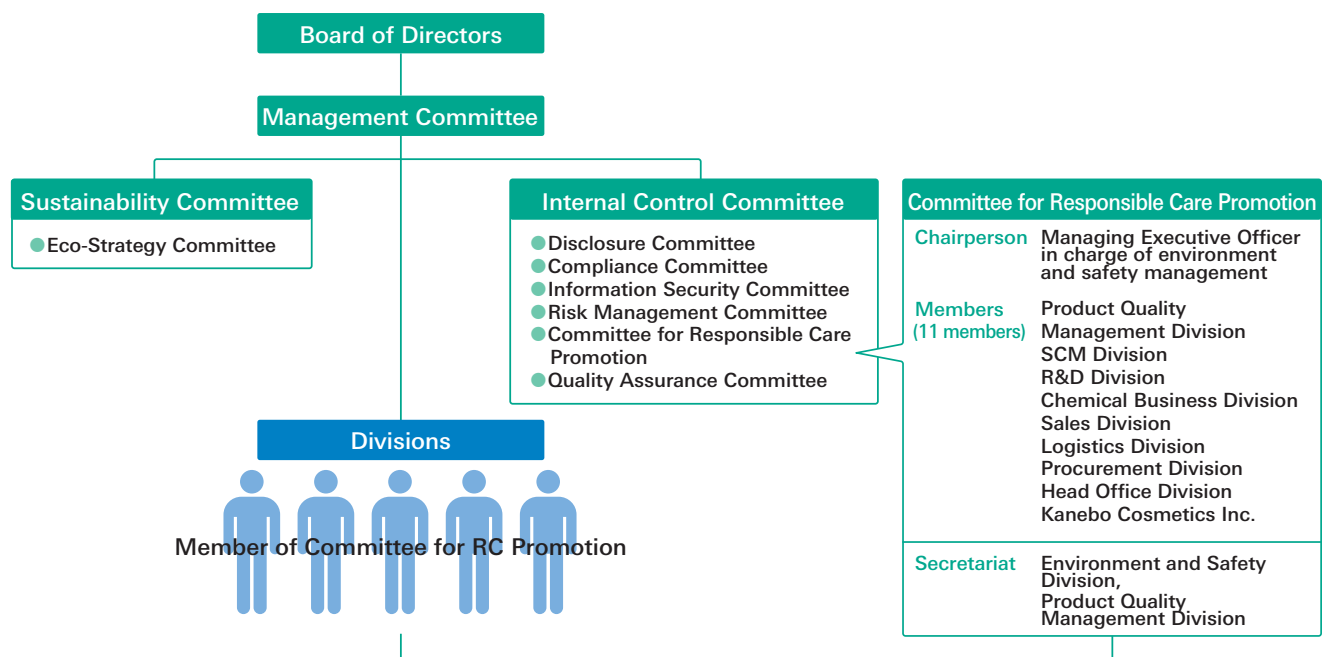 Board of Directors
Management Committee
Sustainability Committee
Eco-Strategy Committee
Internal Control Committee
Disclosure Committee
Compliance Committee
Information Security Committee
Risk Management Committee
Committee for Responsible Care
Promotion
Quality Assurance Committee
Committee for Responsible Care Promotion
Chairperson Managing Executive Officer
in charge of environment
and safety management
Members Product Quality
(11 members) Management Division
SCM Division
R&D Division
Chemical Business Division
Sales Division
Logistics Division
Procurement Division
Head Office Division
Kanebo Cosmetics Inc.
Secretariat Environment and Safety
Division,
Product Quality
Management Division
Divisions
Member of Committee for RC Promotion